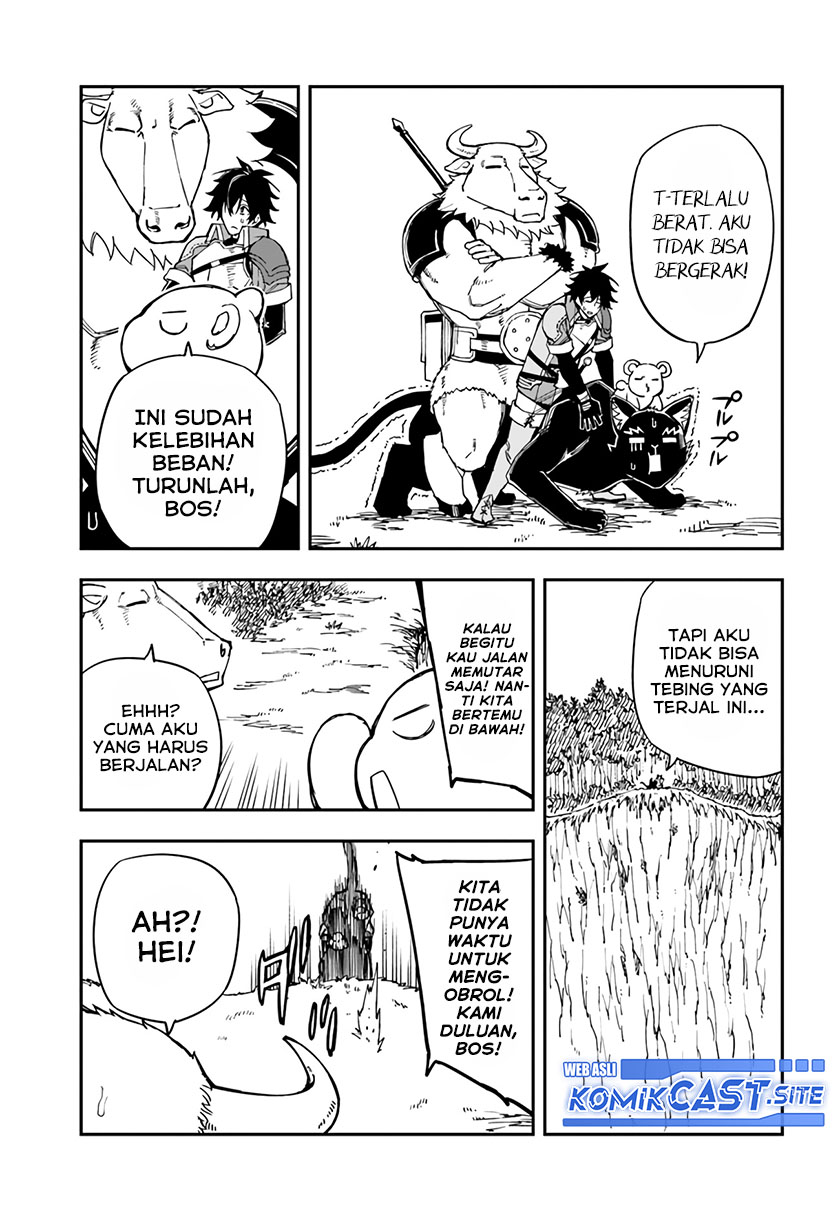 T-TERLALU
BERAT. AKU
TIDAK BISA
BERGERAK!
プルプル
INI SUDAH
KELEBIHAN
BEBAN!
TURUNLAH,
BOS!
TAPI AKU
TIDAK BISA
MENURUNI
TEBING YANG
TERJAL INI...
KALAU
BEGITU
KAU JALAN
MEMUTAR
SAJA! NAN-
TI KITA
BERTEMU
DI BAWAH!
EHHH?
CUMA AKU
YANG HARUS
BERJALAN?
KITA
TIDAK
PUNYA
WAKTU
UNTUK
MENG-
OBROL!
KAMI
DULUAN,
BOS!
AH?!
HEI!
WEB ASLI
KOMIKCAST.SITE